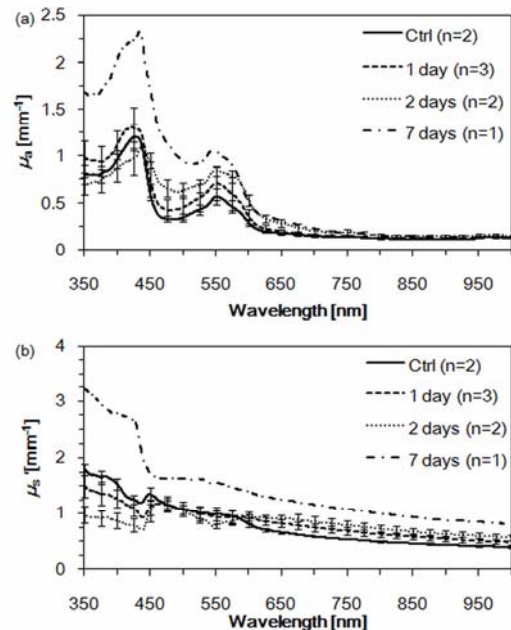 (a)
2.5
2
1.5
1
0.5
0
μa [mm-1]
Ctrl (n=2)
1 day (n=3)
2 days (n=2)
7 days (n=1)
350 450 550 650 750 850 950
Wavelength [nm]
(b)
4
3
2
1
0
μs' [mm-1]
Ctrl (n=2)
1 day (n=3)
2 days (n=2)
7 days (n=1)
350 450 550 650 750 850 950
Wavelength [nm]